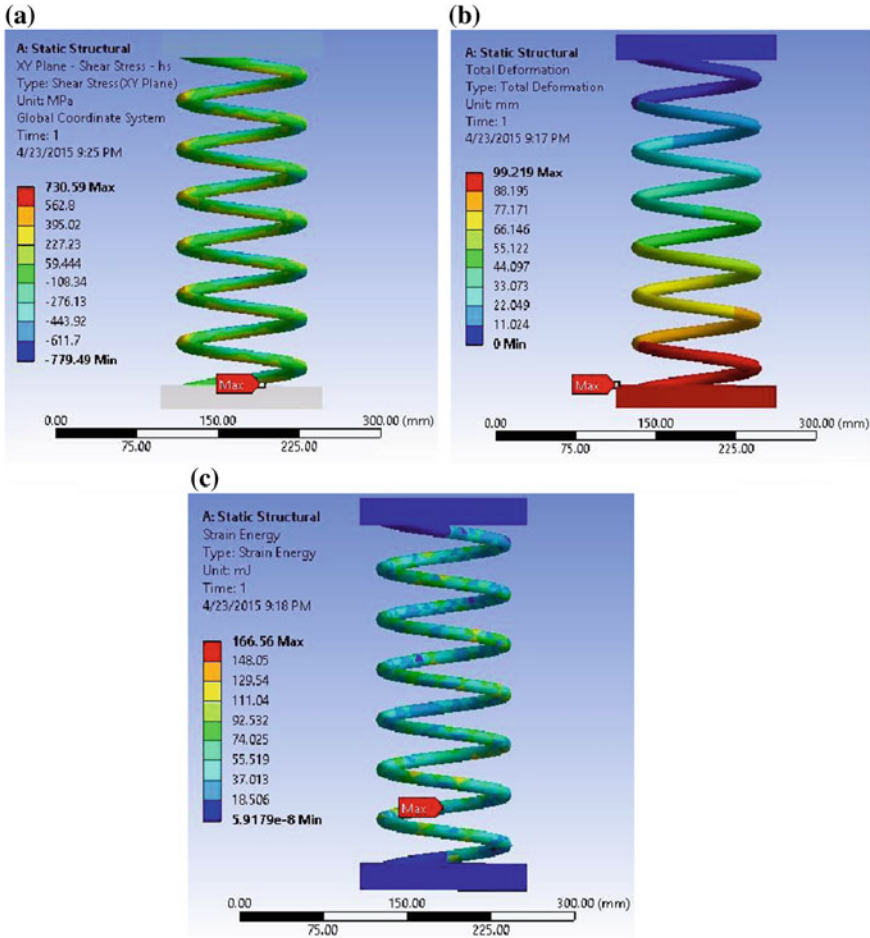 (a)
A: Static Structural
XY Plane - Shear Stress - hs
Type: Shear Stress(XY Plane)
Unit: MPa
Global Coordinate System
Time: 1
4/23/2015 9:25 PM
730.59 Max
562.8
395.02
227.23
59.444
-108.34
-276.13
-443.92
-611.7
-779.49 Min
Max
0.00 150.00 300.00 (mm)
75.00 225.00
(b)
A: Static Structural
Total Deformation
Type: Total Deformation
Unit: mm
Time: 1
4/23/2015 9:17 PM
99.219 Max
88.195
77.171
66.146
55.122
44.097
33.073
22.049
11.024
0 Min
Max
0.00 150.00 300.00 (mm)
75.00 225.00
(c)
A: Static Structural
Strain Energy
Type: Strain Energy
Unit: mJ
Time: 1
4/23/2015 9:18 PM
166.56 Max
148.05
129.54
111.04
92.532
74.025
55.519
37.013
18.506
5.9179e-8 Min
Max
0.00 150.00 300.00 (mm)
75.00 225.00